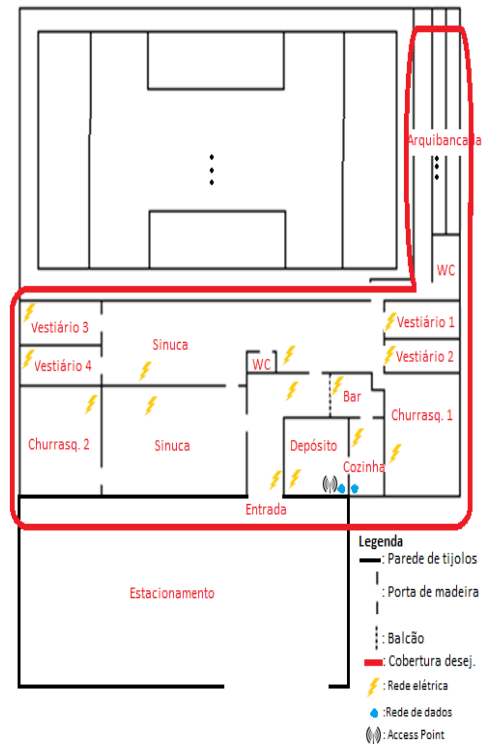 Arquibancada
WC
Vestiário 3
Vestiário 1
Sinuca
Vestiário 4
WC
Vestiário 2
Bar
Churrasq. 1
Churrasq. 2
Sinuca
Depósito
Cozinha
Entrada
Estacionamento
Legenda
: Parede de tijolos
: Porta de madeira
: Balcão
: Cobertura desej.
: Rede elétrica
:Rede de dados
: Access Point